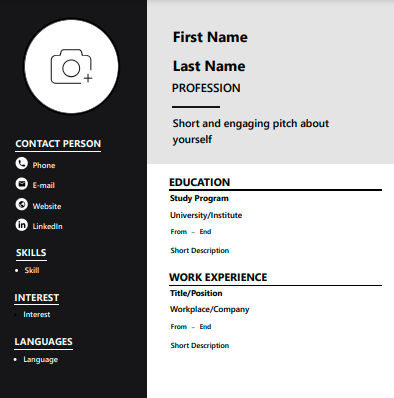 First Name
Last Name
PROFESSION
Short and engaging pitch about
yourself
CONTACT PERSON
Phone
E-mail
Website
LinkedIn
SKILLS
• Skill
INTEREST
• Interest
LANGUAGES
• Language
EDUCATION
Study Program
University/Institute
From – End
Short Description
WORK EXPERIENCE
Title/Position
Workplace/Company
From – End
Short Description